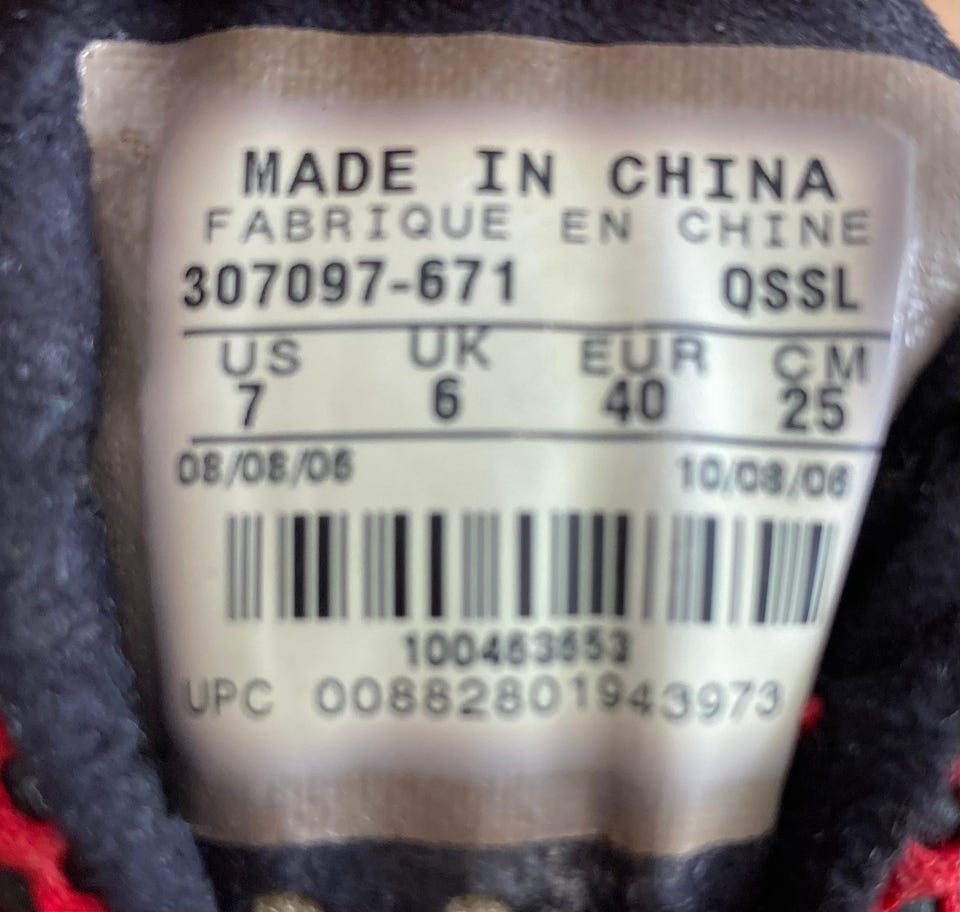 MADE IN CHINA
FABRIQUE EN CHINE
307097-671 QSSL
US UK EUR CM
7 6 40 25
08/08/06 10/08/06
100463653
UPC 00882801943973